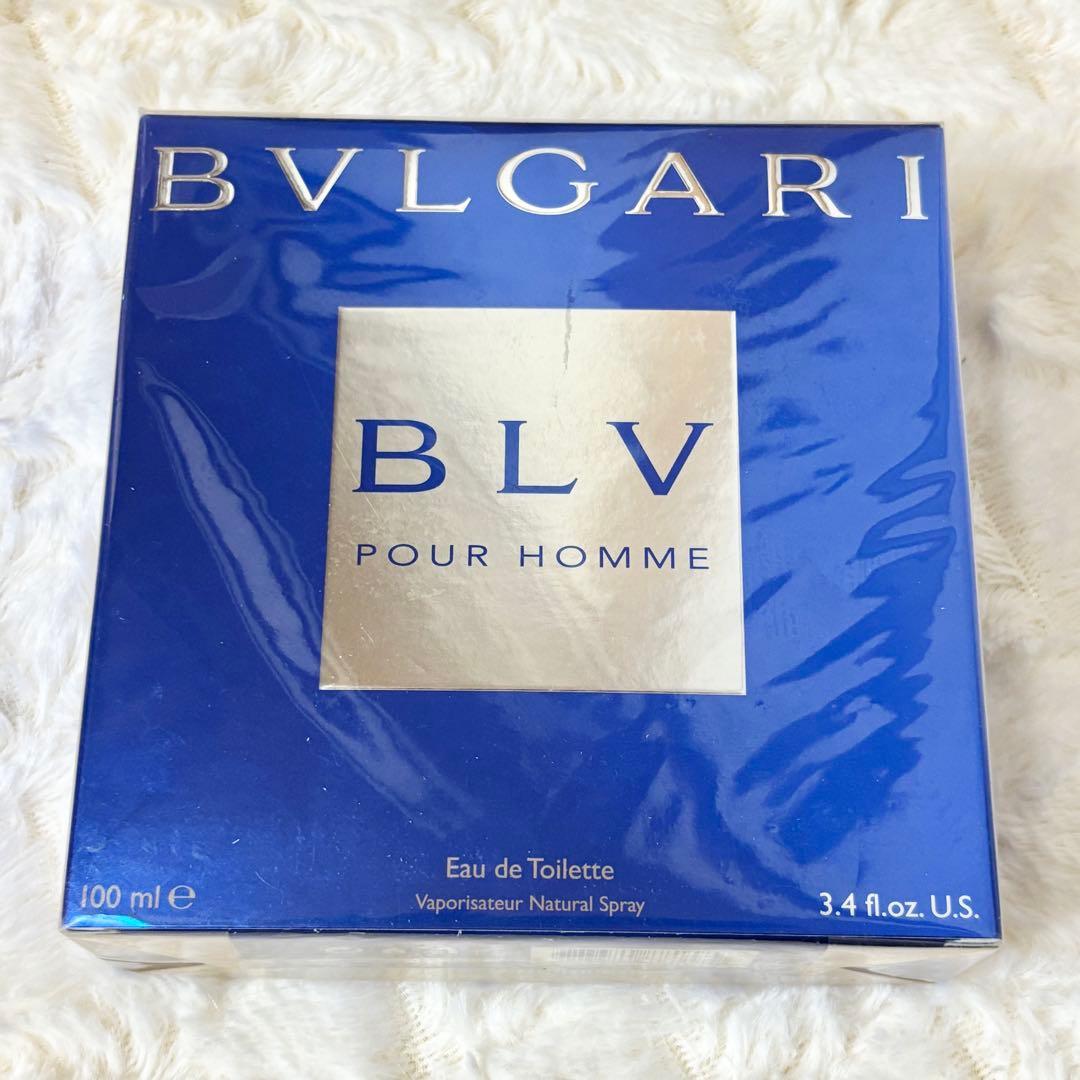 BVLGARI
BLV
POUR HOMME
Eau de Toilette
Vaporisateur Natural Spray
100 ml ℮
3.4 fl.oz. U.S.